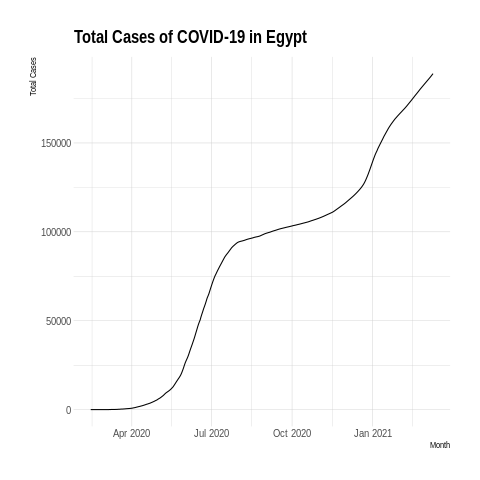 Total Cases of COVID-19 in Egypt
Total Cases
150000
100000
50000
0
Apr 2020 Jul 2020 Oct 2020 Jan 2021
Month